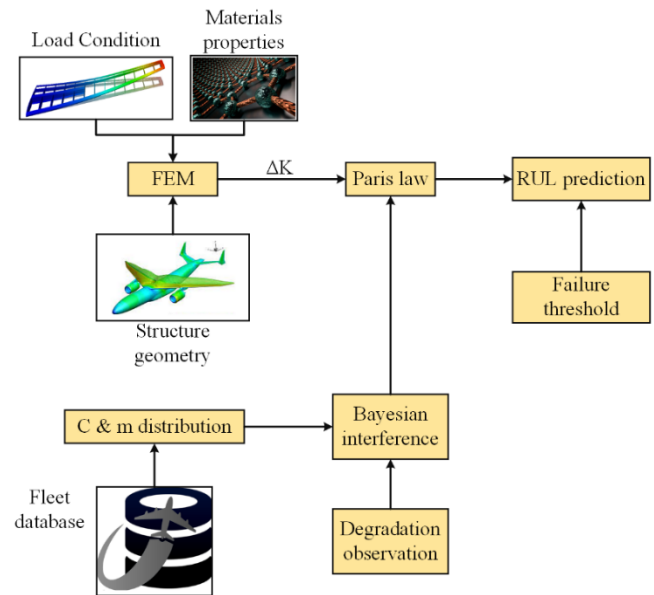 Materials
properties
Load Condition
FEM
ΔK
Paris law
RUL prediction
Structure
geometry
Failure
threshold
C & m distribution
Bayesian
interference
Fleet
database
Degradation
observation